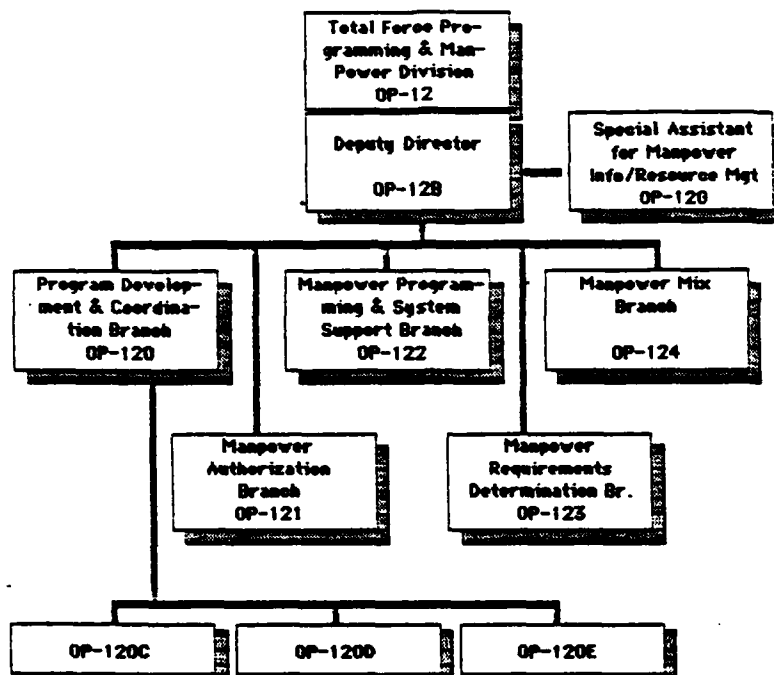 Total Force Pro-
gramming & Man-
Power Division
OP-12
Deputy Director
OP-12B
Special Assistant
for Manpower
Info/Resource Mgt
OP-12G
Program Develop-
ment & Coordina-
tion Branch
OP-120
Manpower Program-
ming & System
Support Branch
OP-122
Manpower Mix
Branch
OP-124
Manpower
Authorization
Branch
OP-121
Manpower
Requirements
Determination Br.
OP-123
OP-120C
OP-120D
OP-120E